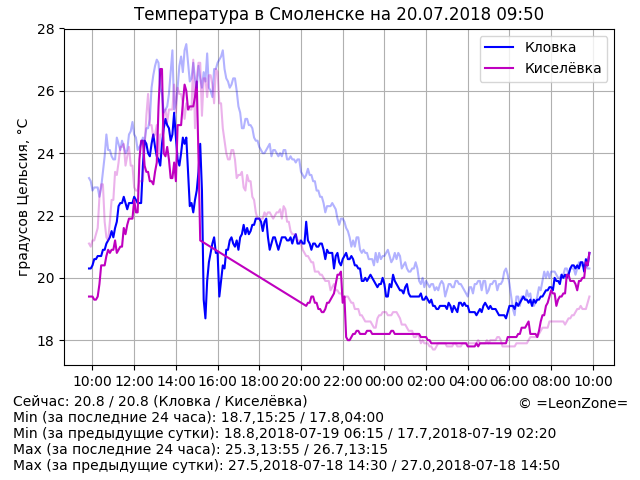 Температура в Смоленске на 20.07.2018 09:50
градусов Цельсия, °C
28
26
24
22
20
18
Кловка
Киселёвка
10:00 12:00 14:00 16:00 18:00 20:00 22:00 00:00 02:00 04:00 06:00 08:00 10:00
Сейчас: 20.8 / 20.8 (Кловка / Киселёвка)
© =LeonZone=
Min (за последние 24 часа): 18.7,15:25 / 17.8,04:00
Min (за предыдущие сутки): 18.8,2018-07-19 06:15 / 17.7,2018-07-19 02:20
Max (за последние 24 часа): 25.3,13:55 / 26.7,13:15
Max (за предыдущие сутки): 27.5,2018-07-18 14:30 / 27.0,2018-07-18 14:50